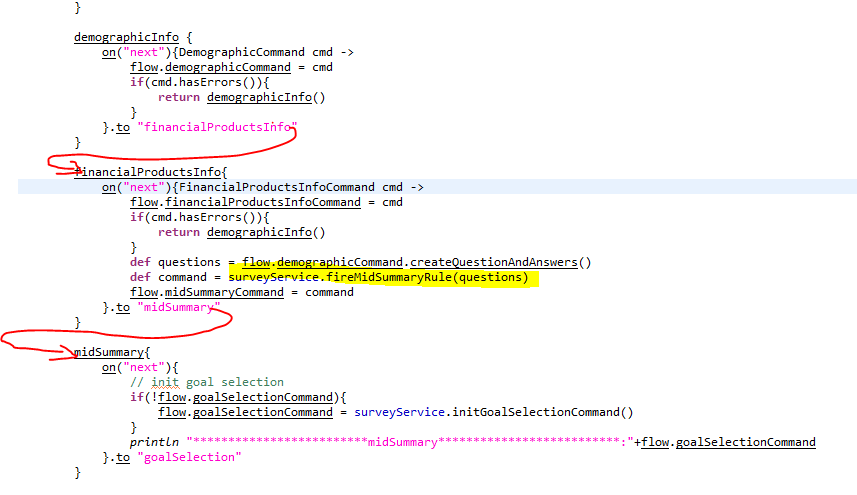 }
demographicInfo {
on("next"){DemographicCommand cmd ->
flow.demographicCommand = cmd
if(cmd.hasErrors()){
return demographicInfo()
}
}.to "financialProductsInfo"
}
financialProductsInfo{
on("next"){FinancialProductsInfoCommand cmd ->
flow.financialProductsInfoCommand = cmd
if(cmd.hasErrors()){
return demographicInfo()
}
def questions = flow.demographicCommand.createQuestionAndAnswers()
def command = surveyService.fireMidSummaryRule(questions)
flow.midSummaryCommand = command
}.to "midSummary"
}
midSummary{
on("next"){
// init goal selection
if(!flow.goalSelectionCommand){
flow.goalSelectionCommand = surveyService.initGoalSelectionCommand()
}
println "*************************midSummary**************************:"+flow.goalSelectionCommand
}.to "goalSelection"
}